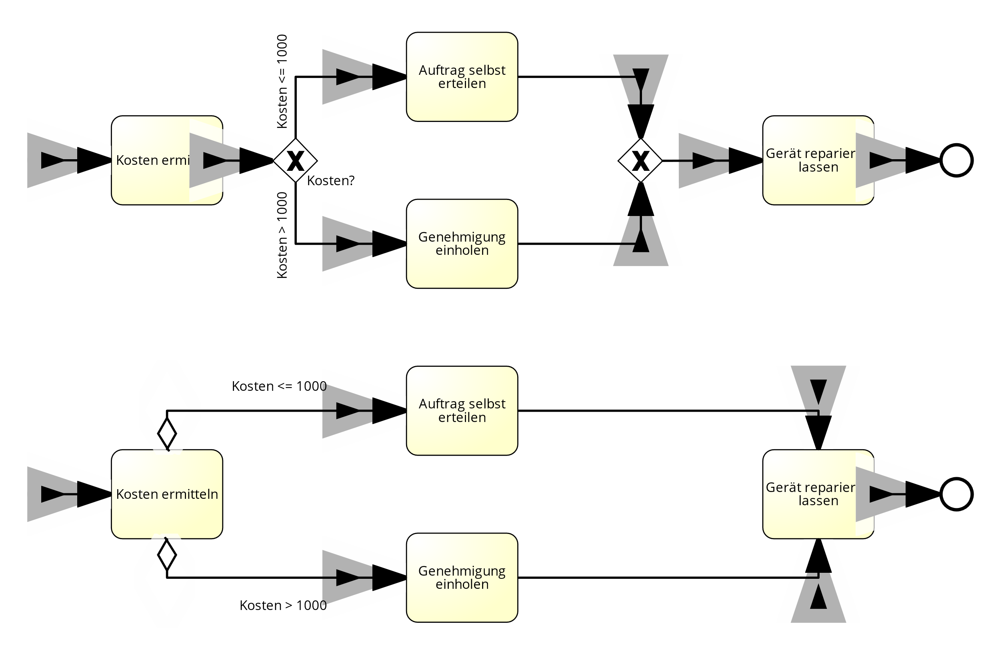 Kosten <= 1000
Auftrag selbst
erteilen
Kosten ermi
Kosten?
Gerät reparier
lassen
Kosten > 1000
Genehmigung
einholen
Kosten <= 1000
Auftrag selbst
erteilen
Kosten ermitteln
Gerät reparier
lassen
Genehmigung
einholen
Kosten > 1000